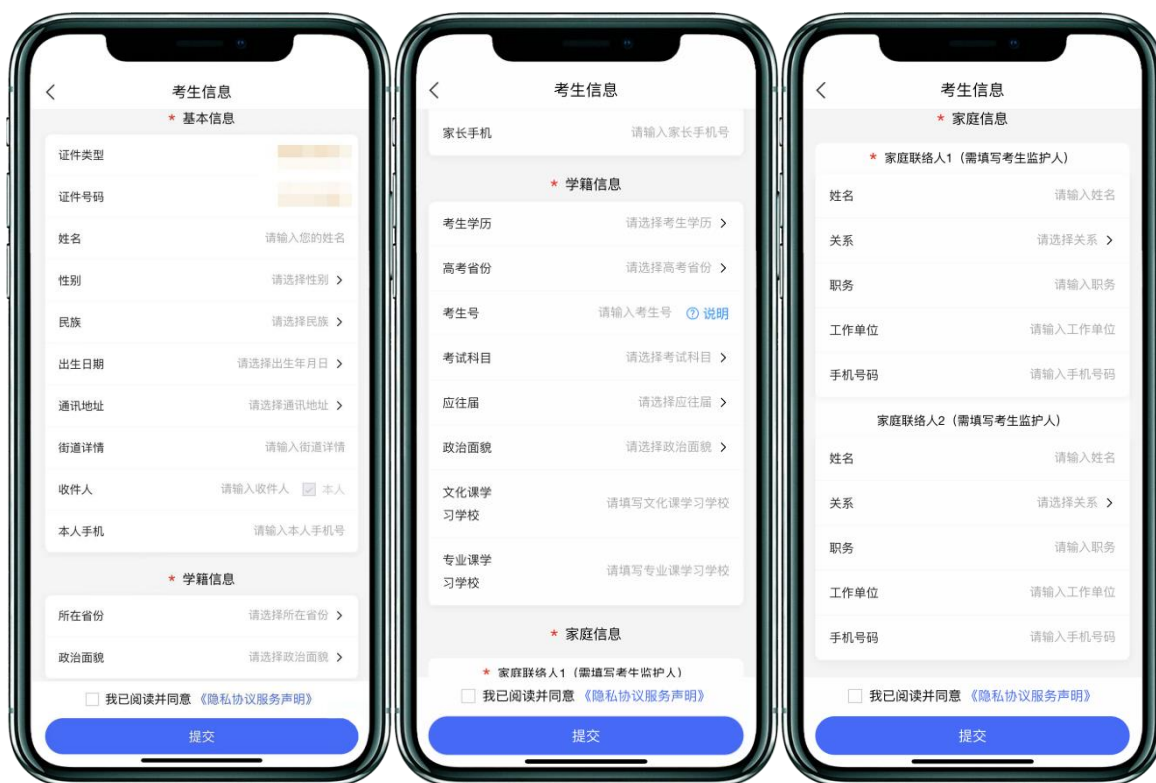 考生信息
* 基本信息
证件类型
证件号码
姓名 请输入您的姓名
性别 请选择性别 >
民族 请选择民族 >
出生日期 请选择出生年月日 >
通讯地址 请选择通讯地址 >
街道详情 请输入街道详情
收件人 请输入收件人 本人
本人手机 请输入本人手机号
* 学籍信息
所在省份 请选择所在省份 >
政治面貌 请选择政治面貌 >
我已阅读并同意 《隐私协议服务声明》
提交
考生信息
家长手机 请输入家长手机号
* 学籍信息
考生学历 请选择考生学历 >
高考省份 请选择高考省份 >
考生号 请输入考生号 ? 说明
考试科目 请选择考试科目 >
应往届 请选择应往届 >
政治面貌 请选择政治面貌 >
文化课学
习学校 请填写文化课学习学校
专业课学
习学校 请填写专业课学习学校
* 家庭信息
* 家庭联络人1（需填写考生监护人）
我已阅读并同意 《隐私协议服务声明》
提交
考生信息
* 家庭信息
* 家庭联络人1（需填写考生监护人）
姓名 请输入姓名
关系 请选择关系 >
职务 请输入职务
工作单位 请输入工作单位
手机号码 请输入手机号码
家庭联络人2（需填写考生监护人）
姓名 请输入姓名
关系 请选择关系 >
职务 请输入职务
工作单位 请输入工作单位
手机号码 请输入手机号码
我已阅读并同意 《隐私协议服务声明》
提交